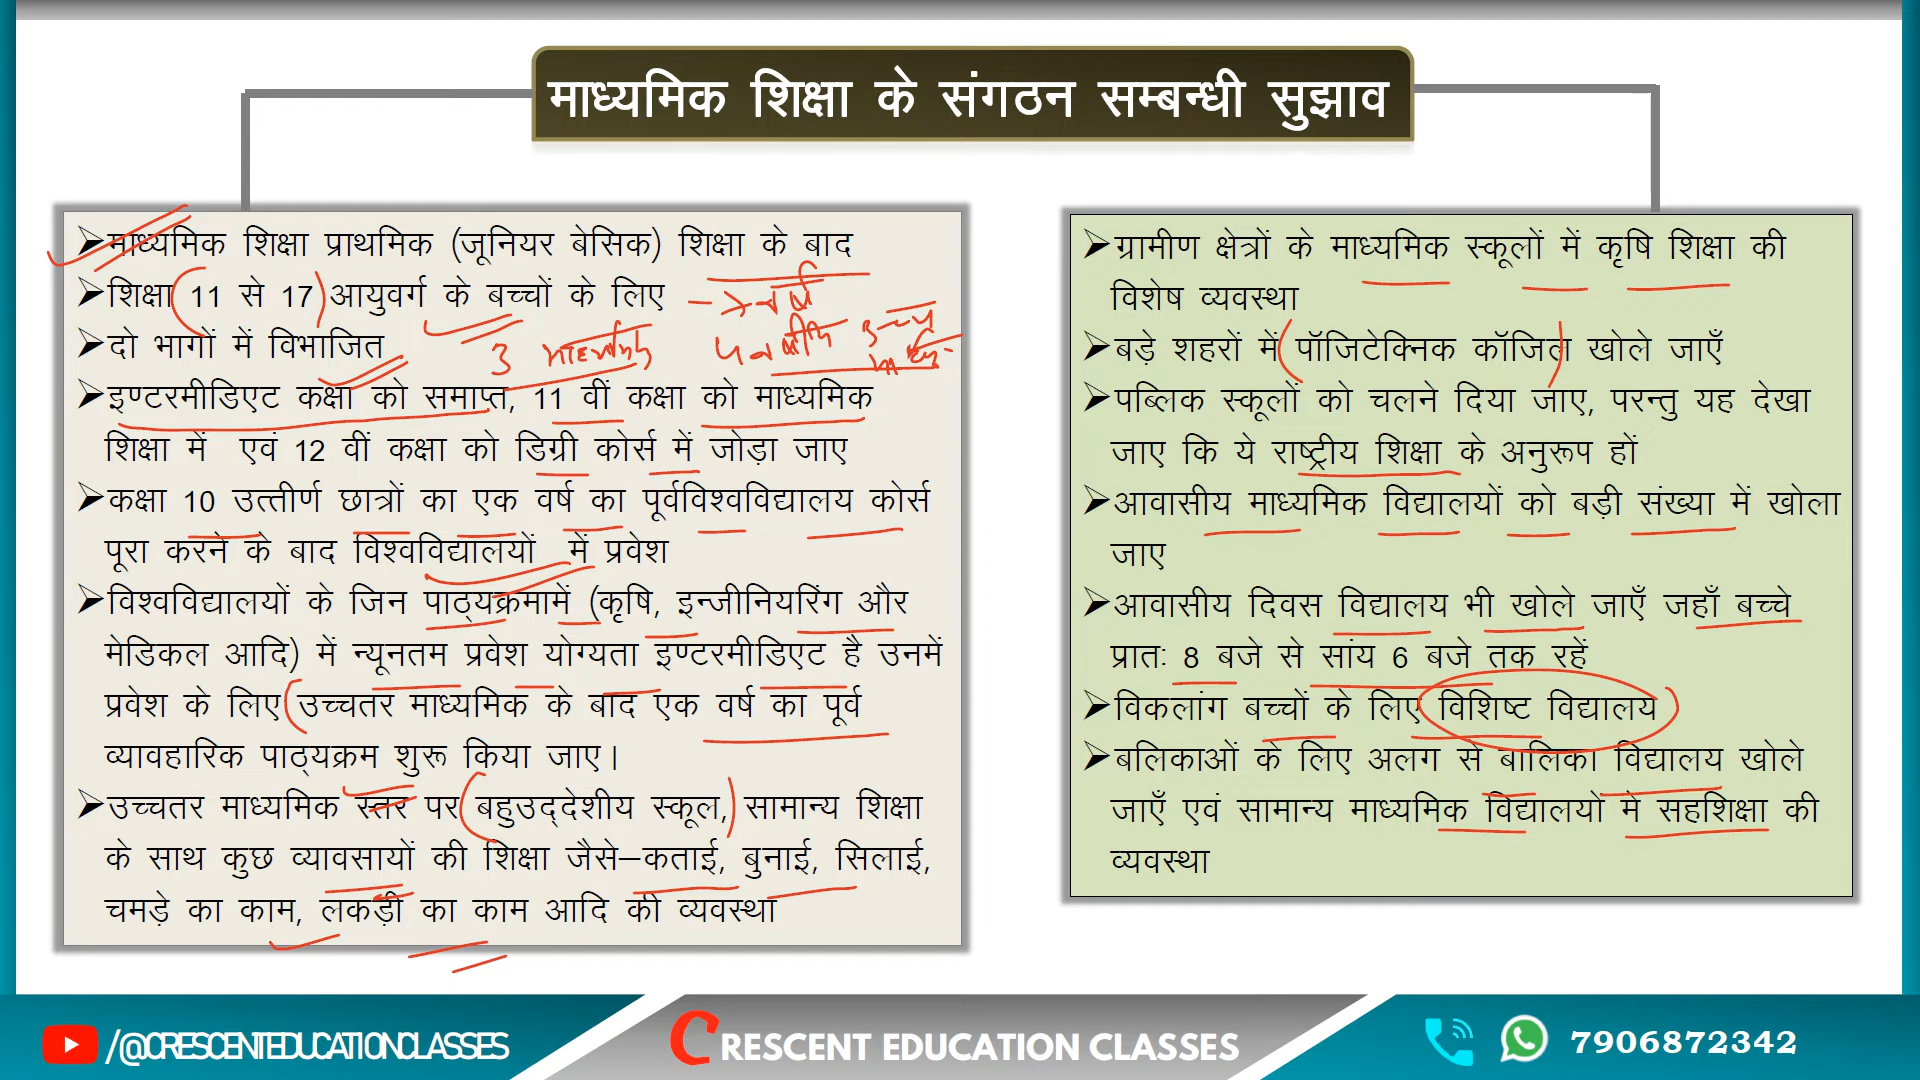 माध्यमिक शिक्षा के संगठन सम्बन्धी सुझाव
➢माध्यमिक शिक्षा प्राथमिक (जूनियर बेसिक) शिक्षा के बाद
➢शिक्षा 11 से 17 आयुवर्ग के बच्चों के लिए
➢दो भागों में विभाजित
3
➢इण्टरमीडिएट कक्षा को समाप्त, 11 वीं कक्षा को माध्यमिक
शिक्षा में एवं 12 वीं कक्षा को डिग्री कोर्स में जोड़ा जाए
➢कक्षा 10 उत्तीर्ण छात्रों का एक वर्ष का पूर्वविश्वविद्यालय कोर्स
पूरा करने के बाद विश्वविद्यालयों में प्रवेश
➢विश्वविद्यालयों के जिन पाठ्यक्रमामें (कृषि, इन्जीनियरिंग और
मेडिकल आदि) में न्यूनतम प्रवेश योग्यता इण्टरमीडिएट है उनमें
प्रवेश के लिए उच्चतर माध्यमिक के बाद एक वर्ष का पूर्व
व्यावहारिक पाठ्यक्रम शुरू किया जाए।
➢उच्चतर माध्यमिक स्तर पर बहुउद्देशीय स्कूल, सामान्य शिक्षा
के साथ कुछ व्यावसायों की शिक्षा जैसे–कताई, बुनाई, सिलाई,
चमड़े का काम, लकड़ी का काम आदि की व्यवस्था
➢ग्रामीण क्षेत्रों के माध्यमिक स्कूलों में कृषि शिक्षा की
विशेष व्यवस्था
➢बड़े शहरों में पॉजिटेक्निक कॉजिल खोले जाएँ
➢पब्लिक स्कूलों को चलने दिया जाए, परन्तु यह देखा
जाए कि ये राष्ट्रीय शिक्षा के अनुरूप हों
➢आवासीय माध्यमिक विद्यालयों को बड़ी संख्या में खोला
जाए
➢आवासीय दिवस विद्यालय भी खोले जाएँ जहाँ बच्चे
प्रातः 8 बजे से सांय 6 बजे तक रहें
➢विकलांग बच्चों के लिए विशिष्ट विद्यालय
➢बलिकाओं के लिए अलग से बालिका विद्यालय खोले
जाएँ एवं सामान्य माध्यमिक विद्यालयो मे सहशिक्षा की
व्यवस्था
/@CRESCENTEDUCATIONCLASSES
CRESCENT EDUCATION CLASSES
7906872342